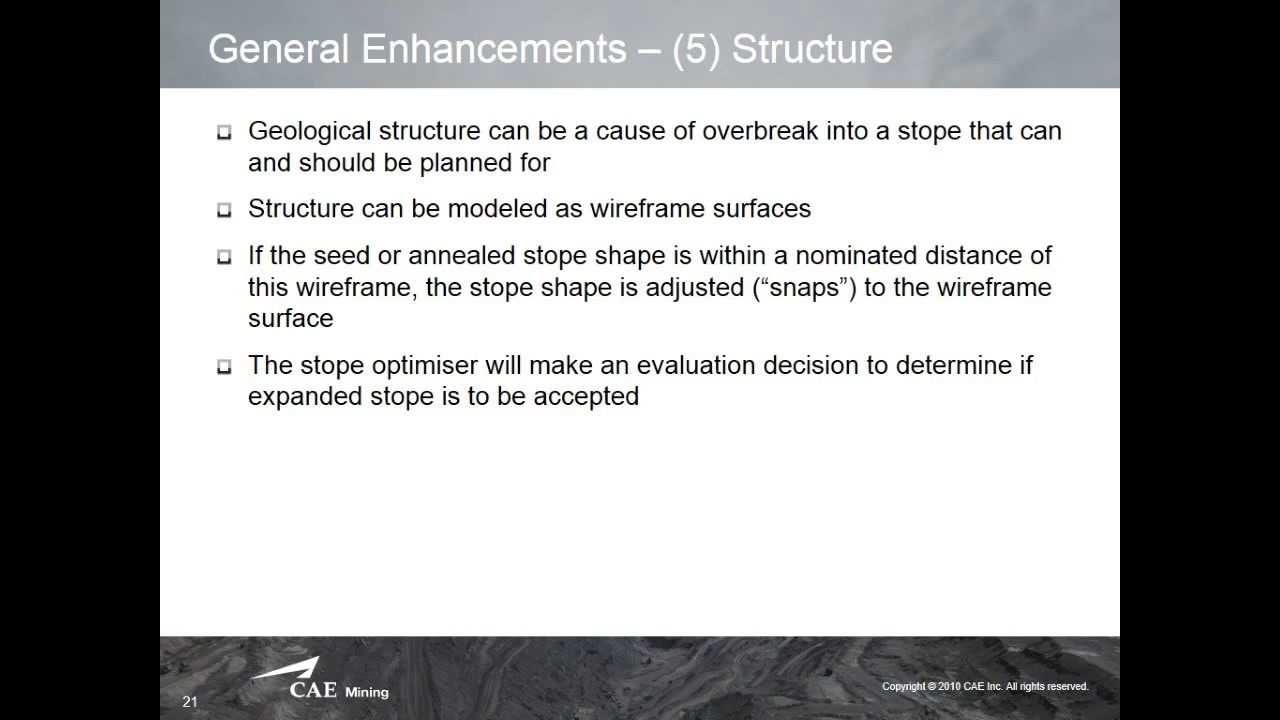 General Enhancements – (5) Structure
Geological structure can be a cause of overbreak into a stope that can
and should be planned for
Structure can be modeled as wireframe surfaces
If the seed or annealed stope shape is within a nominated distance of
this wireframe, the stope shape is adjusted (“snaps”) to the wireframe
surface
The stope optimiser will make an evaluation decision to determine if
expanded stope is to be accepted
CAE Mining
Copyright © 2010 CAE Inc. All rights reserved.
21